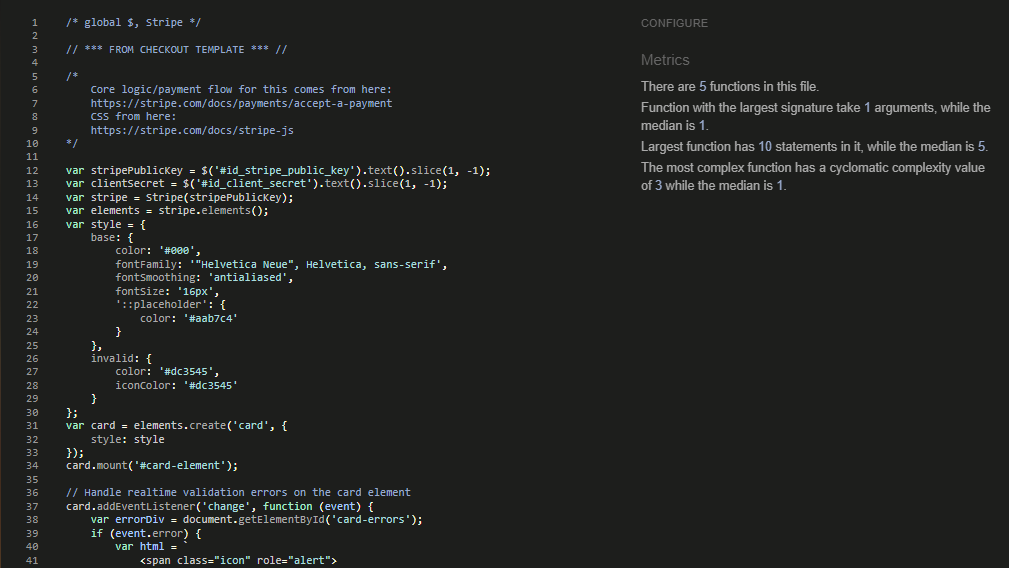 1 /* global $, Stripe */
2
3 // *** FROM CHECKOUT TEMPLATE *** //
4
5 /*
6     Core logic/payment flow for this comes from here:
7     https://stripe.com/docs/payments/accept-a-payment
8     CSS from here:
9     https://stripe.com/docs/stripe-js
10 */
11
12 var stripePublicKey = $('#id_stripe_public_key').text().slice(1, -1);
13 var clientSecret = $('#id_client_secret').text().slice(1, -1);
14 var stripe = Stripe(stripePublicKey);
15 var elements = stripe.elements();
16 var style = {
17     base: {
18         color: '#000',
19         fontFamily: '"Helvetica Neue", Helvetica, sans-serif',
20         fontSmoothing: 'antialiased',
21         fontSize: '16px',
22         '::placeholder': {
23             color: '#aab7c4'
24         }
25     },
26     invalid: {
27         color: '#dc3545',
28         iconColor: '#dc3545'
29     }
30 };
31 var card = elements.create('card', {
32     style: style
33 });
34 card.mount('#card-element');
35
36 // Handle realtime validation errors on the card element
37 card.addEventListener('change', function (event) {
38     var errorDiv = document.getElementById('card-errors');
39     if (event.error) {
40         var html = `
41             <span class="icon" role="alert">
CONFIGURE
Metrics
There are 5 functions in this file.
Function with the largest signature take 1 arguments, while the
median is 1.
Largest function has 10 statements in it, while the median is 5.
The most complex function has a cyclomatic complexity value
of 3 while the median is 1.